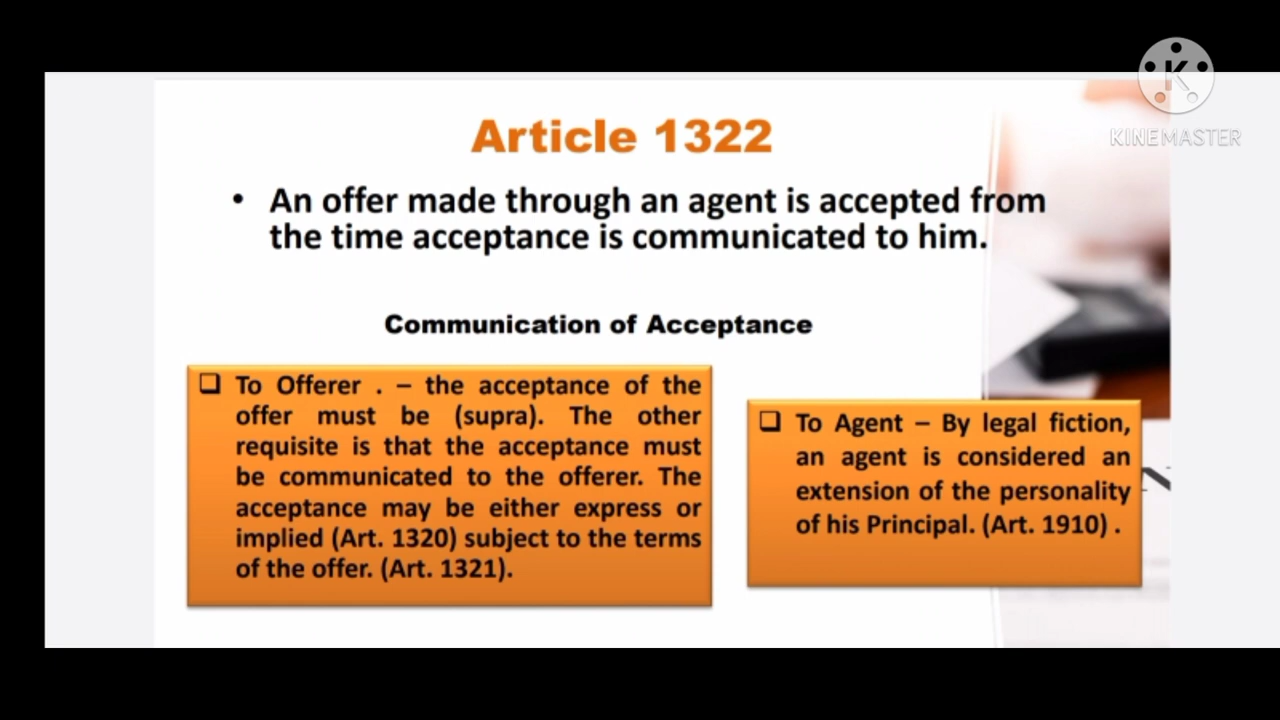 KINEMASTER
Article 1322
• An offer made through an agent is accepted from
the time acceptance is communicated to him.
Communication of Acceptance
❑ To Offerer . – the acceptance of the
offer must be (supra). The other
requisite is that the acceptance must
be communicated to the offerer. The
acceptance may be either express or
implied (Art. 1320) subject to the terms
of the offer. (Art. 1321).
❑ To Agent – By legal fiction,
an agent is considered an
extension of the personality
of his Principal. (Art. 1910) .